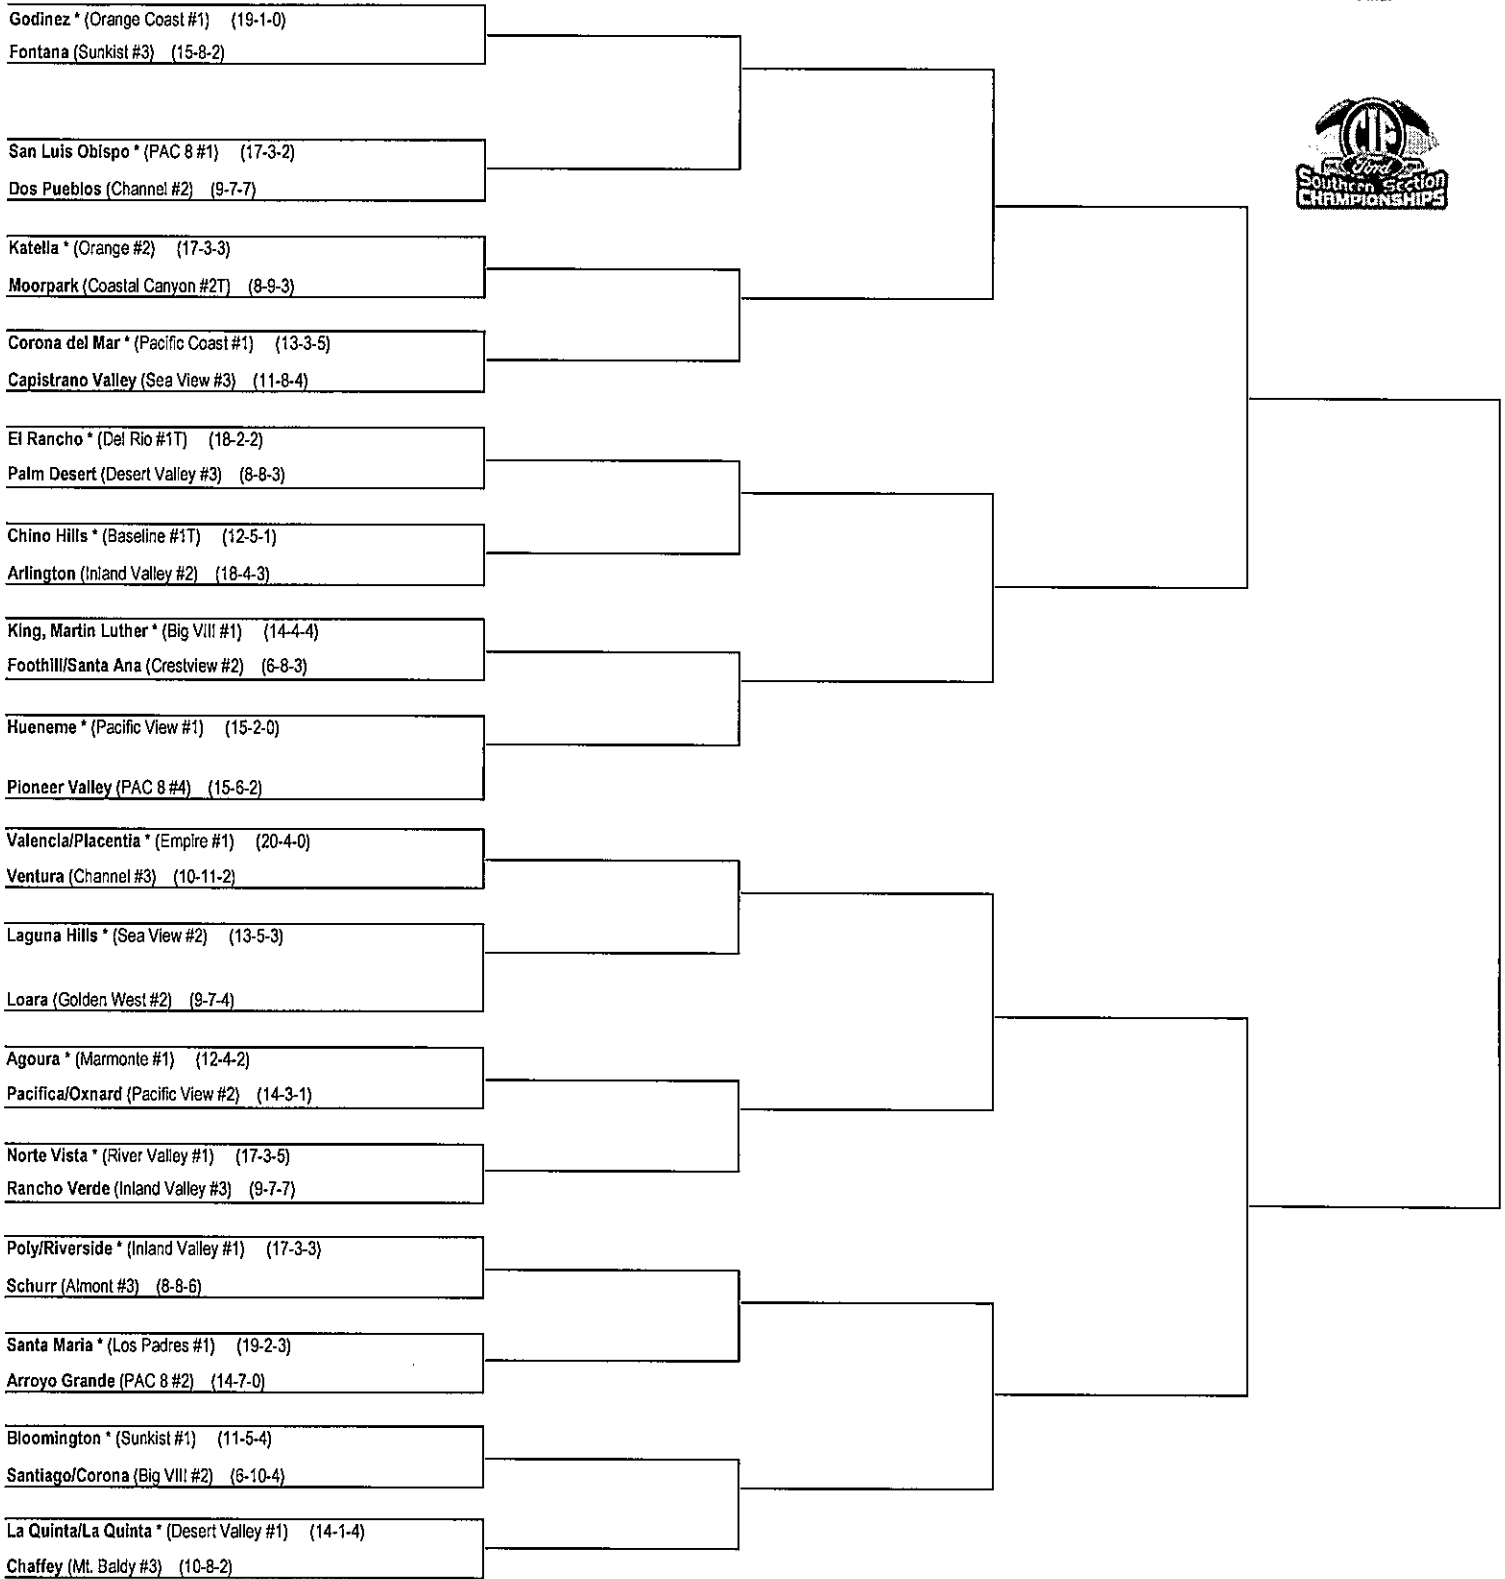 Godinez * (Orange Coast #1) (19-1-0)
Fontana (Sunkist #3) (15-8-2)
San Luis Obispo * (PAC 8 #1) (17-3-2)
Dos Pueblos (Channel #2) (9-7-7)
CIF
Ford
Southern Section
CHAMPIONSHIPS
Katella * (Orange #2) (17-3-3)
Moorpark (Coastal Canyon #2T) (8-9-3)
Corona del Mar * (Pacific Coast #1) (13-3-5)
Capistrano Valley (Sea View #3) (11-8-4)
El Rancho * (Del Rio #1T) (18-2-2)
Palm Desert (Desert Valley #3) (8-8-3)
Chino Hills * (Baseline #1T) (12-5-1)
Arlington (Inland Valley #2) (18-4-3)
King, Martin Luther * (Big VIII #1) (14-4-4)
Foothill/Santa Ana (Crestview #2) (6-8-3)
Hueneme * (Pacific View #1) (15-2-0)
Pioneer Valley (PAC 8 #4) (15-6-2)
Valencia/Placentia * (Empire #1) (20-4-0)
Ventura (Channel #3) (10-11-2)
Laguna Hills * (Sea View #2) (13-5-3)
Loara (Golden West #2) (9-7-4)
Agoura * (Marmonte #1) (12-4-2)
Pacifica/Oxnard (Pacific View #2) (14-3-1)
Norte Vista * (River Valley #1) (17-3-5)
Rancho Verde (Inland Valley #3) (9-7-7)
Poly/Riverside * (Inland Valley #1) (17-3-3)
Schurr (Almont #3) (8-8-6)
Santa Maria * (Los Padres #1) (19-2-3)
Arroyo Grande (PAC 8 #2) (14-7-0)
Bloomington * (Sunkist #1) (11-5-4)
Santiago/Corona (Big VIII #2) (6-10-4)
La Quinta/La Quinta * (Desert Valley #1) (14-1-4)
Chaffey (Mt. Baldy #3) (10-8-2)